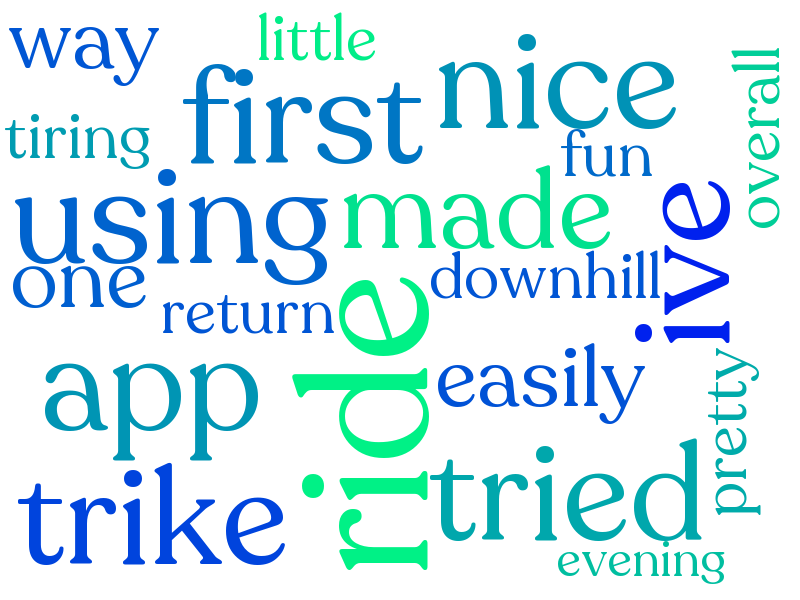 way
little
nice
overall
first
tiring
fun
using
made
ive
one
downhill
return
ride
app
easily
pretty
trike
tried
evening